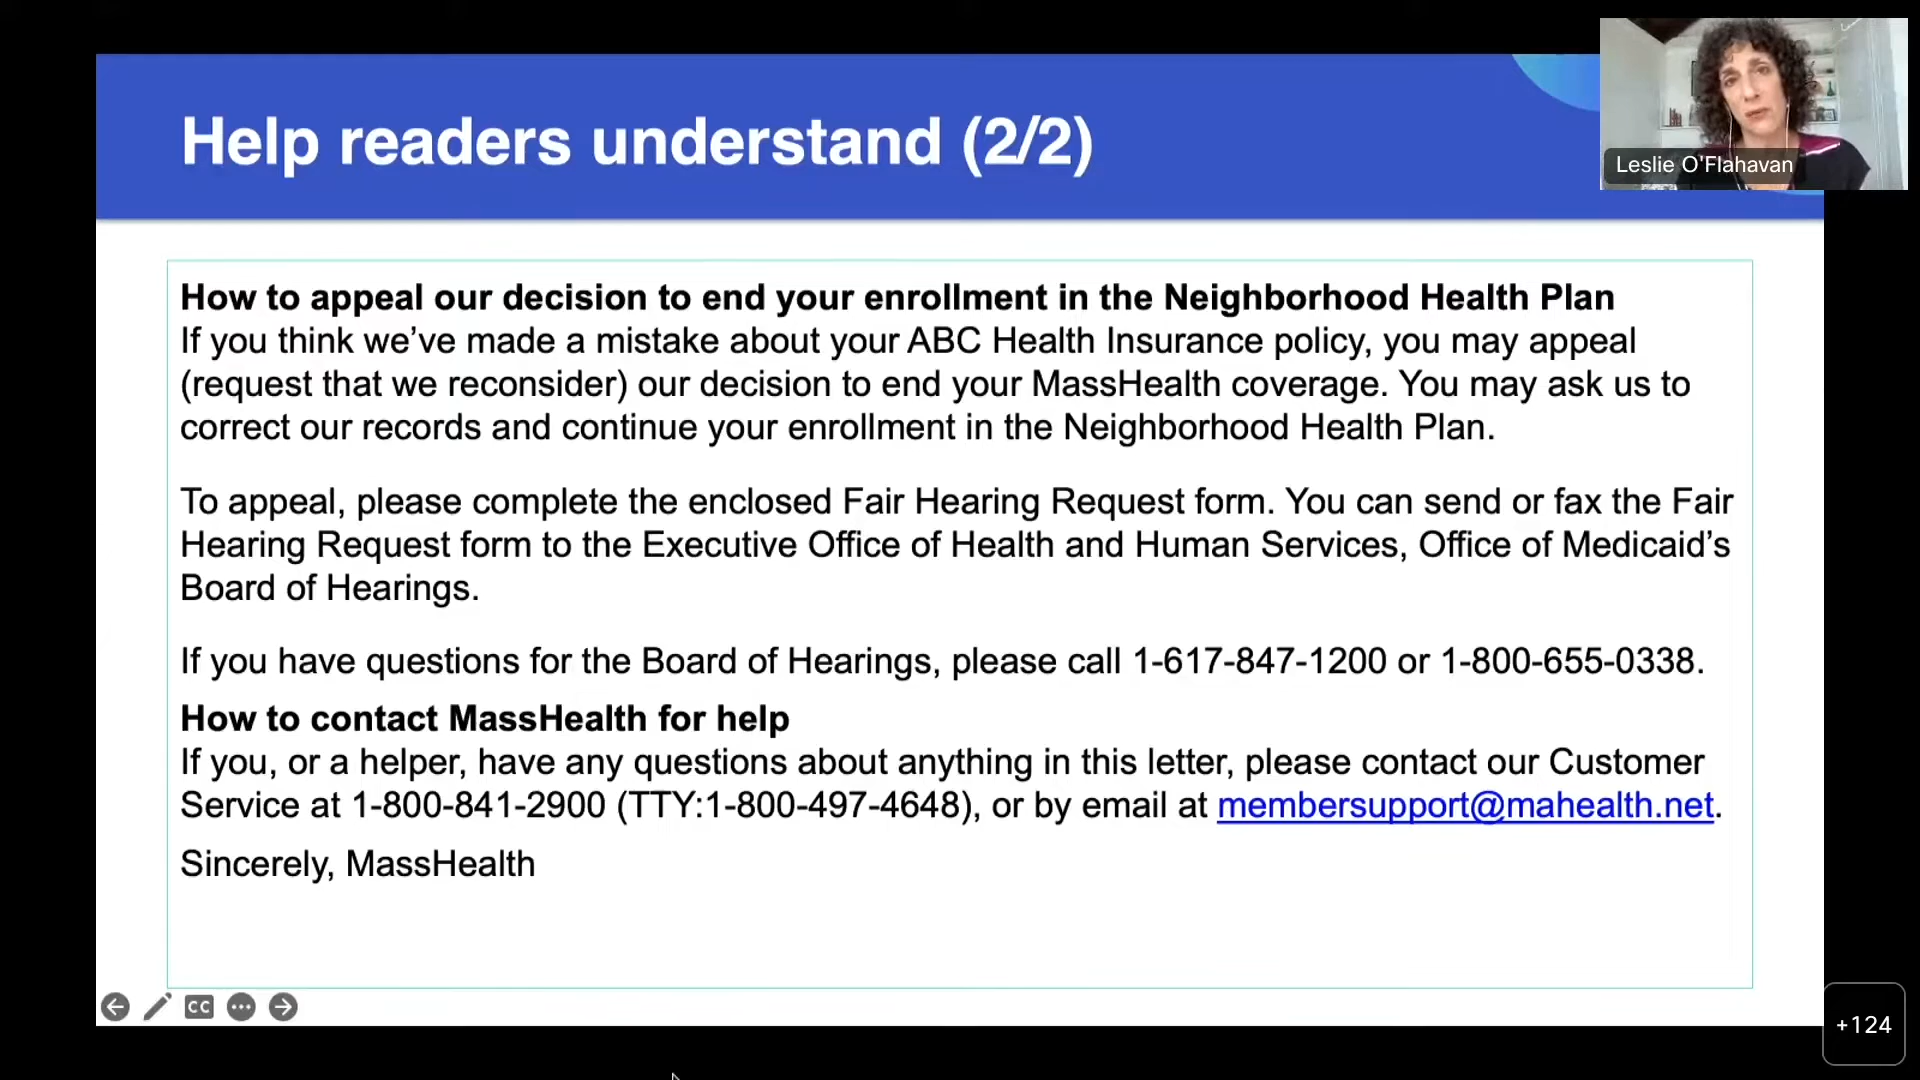 Help readers understand (2/2)
Leslie O'Flahavan
How to appeal our decision to end your enrollment in the Neighborhood Health Plan
If you think we’ve made a mistake about your ABC Health Insurance policy, you may appeal
(request that we reconsider) our decision to end your MassHealth coverage. You may ask us to
correct our records and continue your enrollment in the Neighborhood Health Plan.
To appeal, please complete the enclosed Fair Hearing Request form. You can send or fax the Fair
Hearing Request form to the Executive Office of Health and Human Services, Office of Medicaid’s
Board of Hearings.
If you have questions for the Board of Hearings, please call 1-617-847-1200 or 1-800-655-0338.
How to contact MassHealth for help
If you, or a helper, have any questions about anything in this letter, please contact our Customer
Service at 1-800-841-2900 (TTY:1-800-497-4648), or by email at membersupport@mahealth.net.
Sincerely, MassHealth
CC
+124